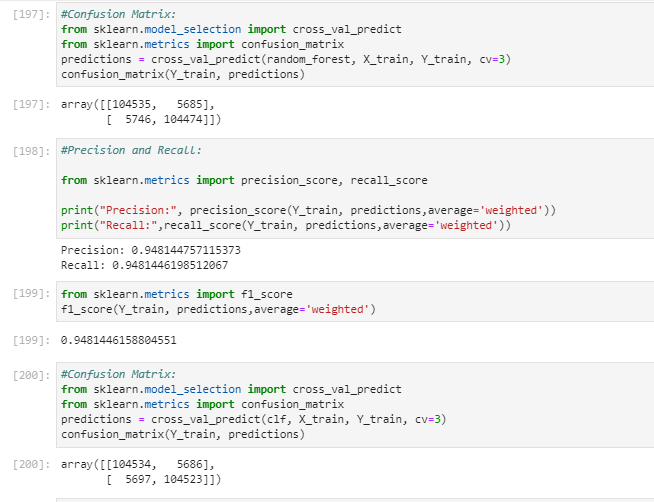 [197]: #Confusion Matrix:
from sklearn.model_selection import cross_val_predict
from sklearn.metrics import confusion_matrix
predictions = cross_val_predict(random_forest, X_train, Y_train, cv=3)
confusion_matrix(Y_train, predictions)
[197]: array([[104535,   5685],
       [  5746, 104474]])
[198]: #Precision and Recall:
from sklearn.metrics import precision_score, recall_score
print("Precision:", precision_score(Y_train, predictions,average='weighted'))
print("Recall:",recall_score(Y_train, predictions,average='weighted'))
Precision: 0.948144757115373
Recall: 0.9481446198512067
[199]: from sklearn.metrics import f1_score
f1_score(Y_train, predictions,average='weighted')
[199]: 0.9481446158804551
[200]: #Confusion Matrix:
from sklearn.model_selection import cross_val_predict
from sklearn.metrics import confusion_matrix
predictions = cross_val_predict(clf, X_train, Y_train, cv=3)
confusion_matrix(Y_train, predictions)
[200]: array([[104534,   5686],
       [  5697, 104523]])